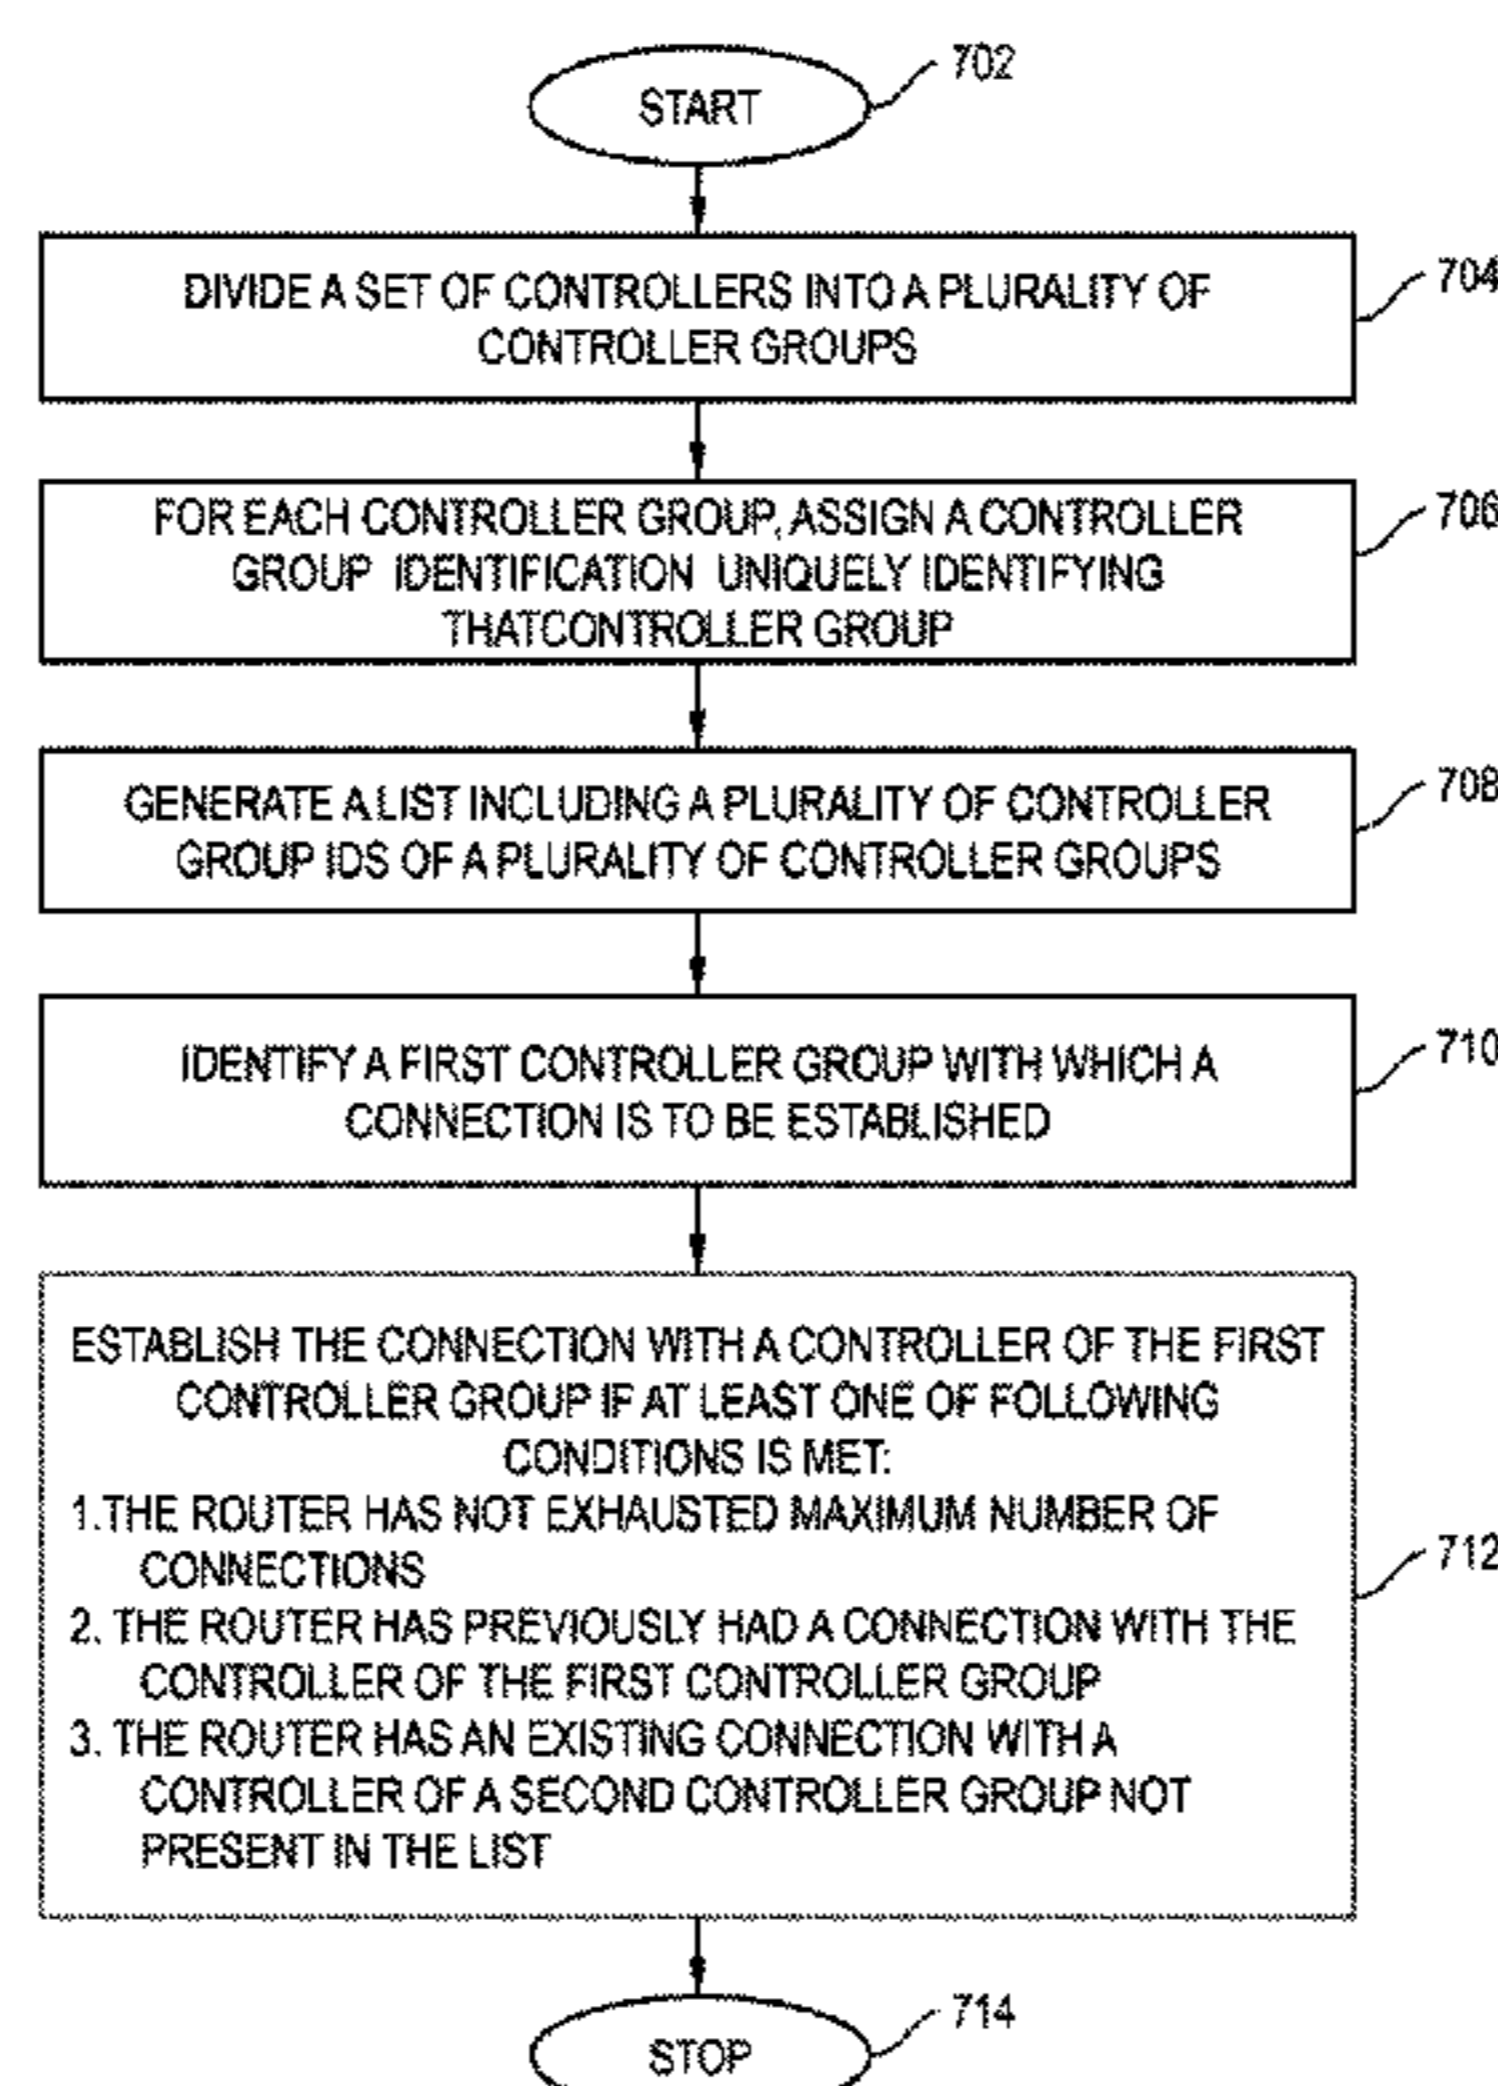 702
START
704
DIVIDE A SET OF CONTROLLERS INTO A PLURALITY OF
CONTROLLER GROUPS
706
FOR EACH CONTROLLER GROUP, ASSIGN A CONTROLLER
GROUP IDENTIFICATION UNIQUELY IDENTIFYING
THATCONTROLLER GROUP
708
GENERATE A LIST INCLUDING A PLURALITY OF CONTROLLER
GROUP IDS OF A PLURALITY OF CONTROLLER GROUPS
710
IDENTIFY A FIRST CONTROLLER GROUP WITH WHICH A
CONNECTION IS TO BE ESTABLISHED
712
ESTABLISH THE CONNECTION WITH A CONTROLLER OF THE FIRST
CONTROLLER GROUP IF AT LEAST ONE OF FOLLOWING
CONDITIONS IS MET:
1.THE ROUTER HAS NOT EXHAUSTED MAXIMUM NUMBER OF
CONNECTIONS
2. THE ROUTER HAS PREVIOUSLY HAD A CONNECTION WITH THE
CONTROLLER OF THE FIRST CONTROLLER GROUP
3. THE ROUTER HAS AN EXISTING CONNECTION WITH A
CONTROLLER OF A SECOND CONTROLLER GROUP NOT
PRESENT IN THE LIST
714
STOP